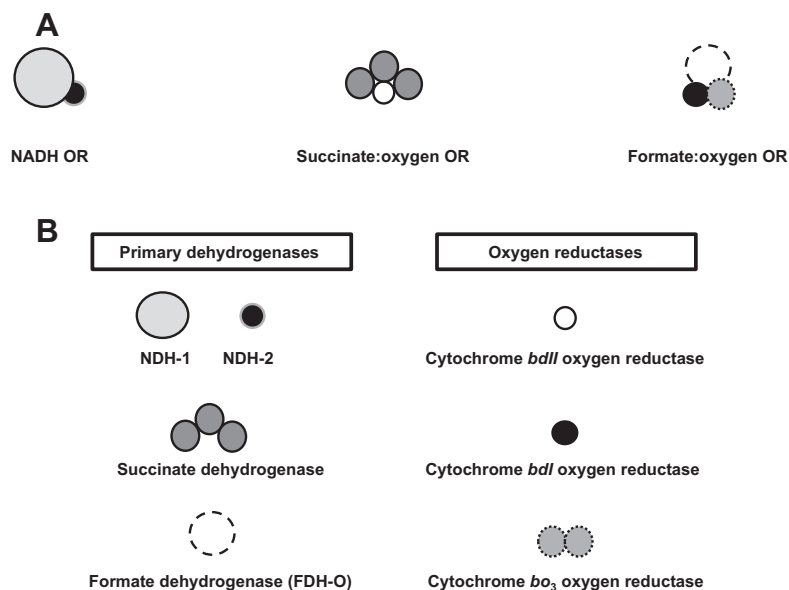 A
NADH OR
Succinate:oxygen OR
Formate:oxygen OR
B
Primary dehydrogenases
Oxygen reductases
NDH-1
NDH-2
Cytochrome bdII oxygen reductase
Succinate dehydrogenase
Cytochrome bdI oxygen reductase
Formate dehydrogenase (FDH-O)
Cytochrome bo₃ oxygen reductase